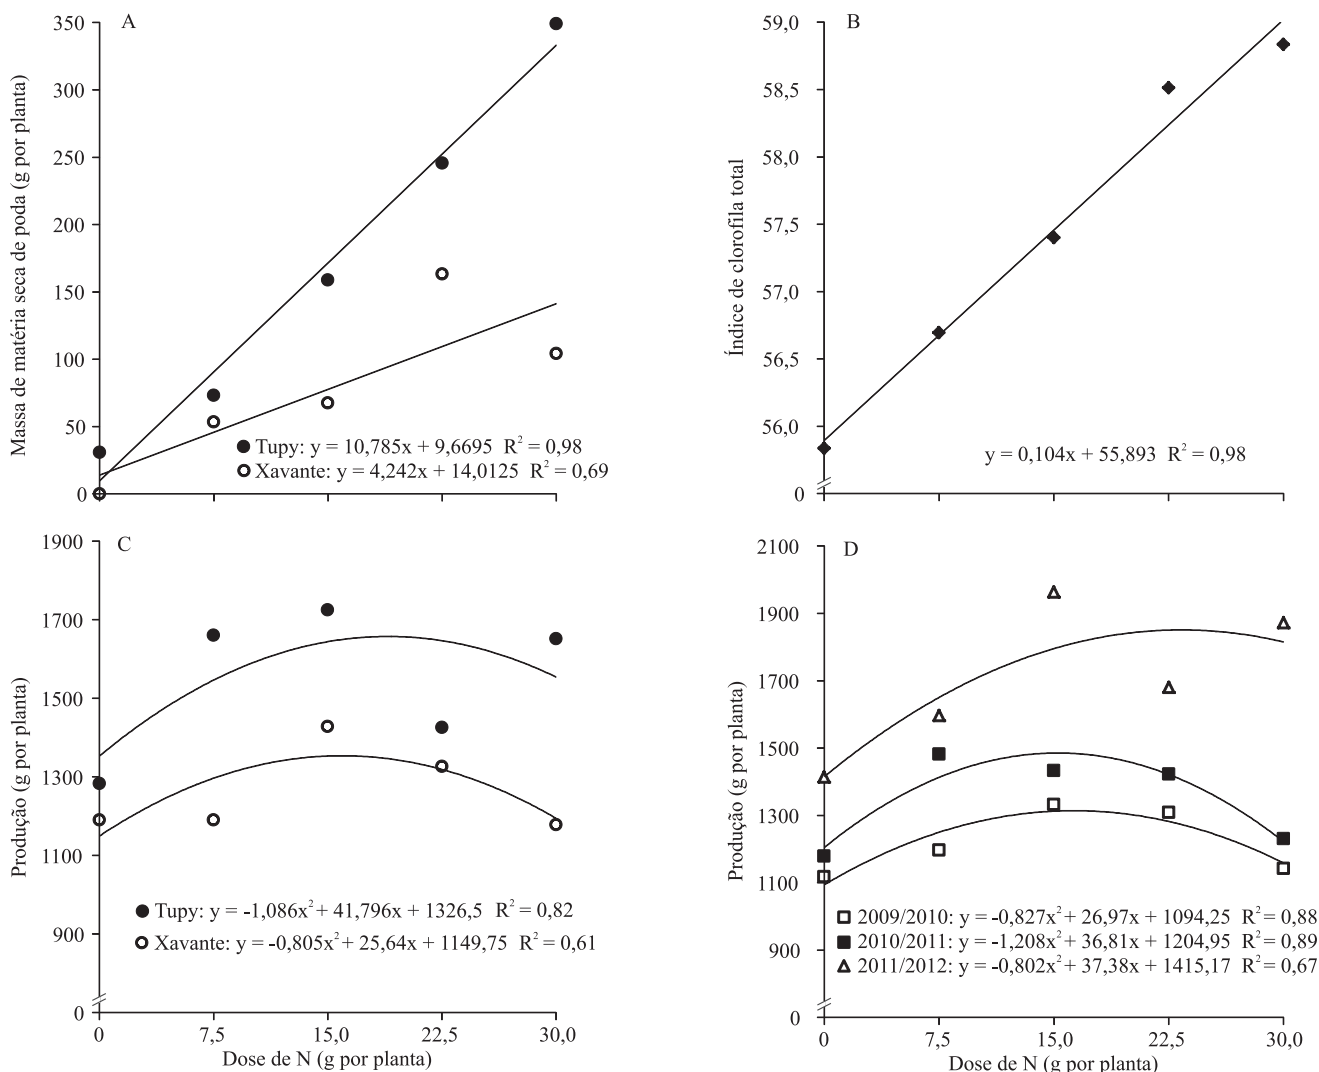 A
Massa de matéria seca de poda (g por planta)
350
300
250
200
150
100
50
0
Tupy: y = 10,785x + 9,6695 R² = 0,98
Xavante: y = 4,242x + 14,0125 R² = 0,69
B
Índice de clorofila total
59,0
58,5
58,0
57,5
57,0
56,5
56,0
0
y = 0,104x + 55,893 R² = 0,98
C
Produção (g por planta)
1900
1700
1500
1300
1100
900
0
Tupy: y = -1,086x² + 41,796x + 1326,5 R² = 0,82
Xavante: y = -0,805x² + 25,64x + 1149,75 R² = 0,61
0 7,5 15,0 22,5 30,0
Dose de N (g por planta)
D
Produção (g por planta)
2100
1900
1700
1500
1300
1100
900
0
2009/2010: y = -0,827x² + 26,97x + 1094,25 R² = 0,88
2010/2011: y = -1,208x² + 36,81x + 1204,95 R² = 0,89
2011/2012: y = -0,802x² + 37,38x + 1415,17 R² = 0,67
0 7,5 15,0 22,5 30,0
Dose de N (g por planta)